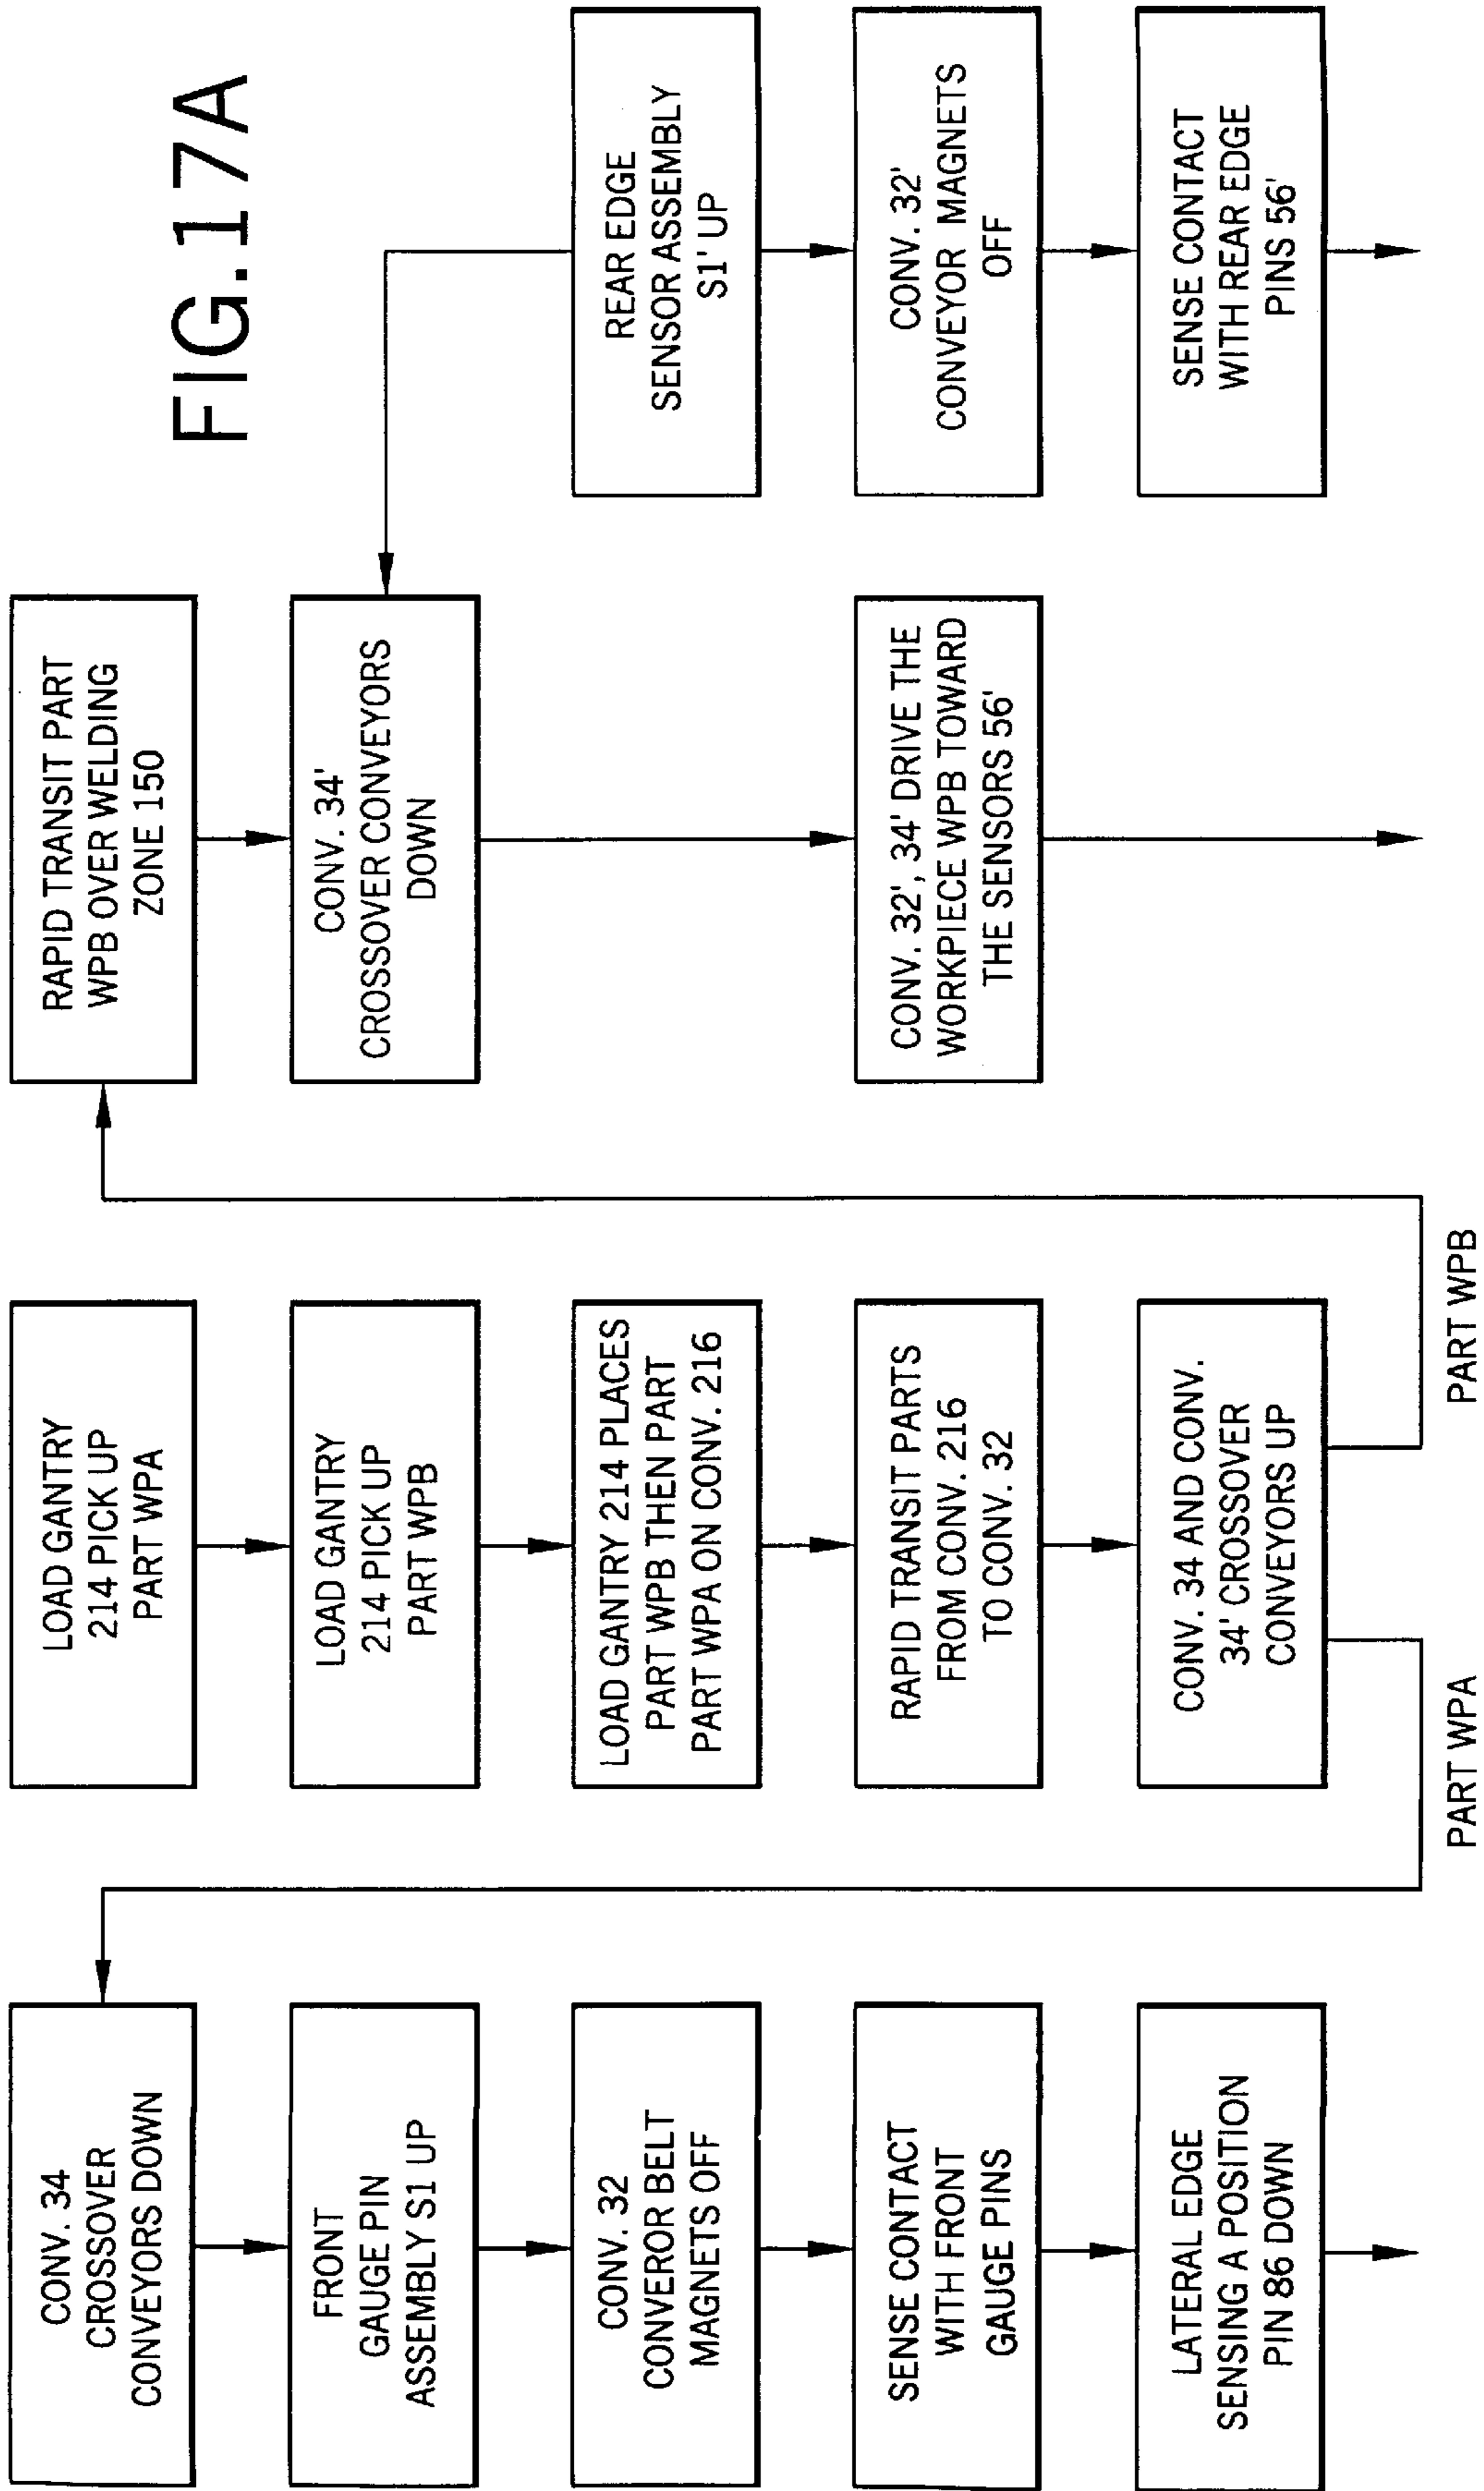 FIG.17A
CONV. 34
CROSSOVER
CONVEYORS DOWN
FRONT
GAUGE PIN
ASSEMBLY S1 UP
CONV. 32
CONVEROR BELT
MAGNETS OFF
SENSE CONTACT
WITH FRONT
GAUGE PINS
LATERAL EDGE
SENSING A POSITION
PIN 86 DOWN
LOAD GANTRY
214 PICK UP
PART WPA
LOAD GANTRY
214 PICK UP
PART WPB
LOAD GANTRY 214 PLACES
PART WPB THEN PART
PART WPA ON CONV. 216
RAPID TRANSIT PARTS
FROM CONV. 216
TO CONV. 32
CONV. 34 AND CONV.
34' CROSSOVER
CONVEYORS UP
PART WPA
PART WPB
RAPID TRANSIT PART
WPB OVER WELDING
ZONE 150
CONV. 34'
CROSSOVER CONVEYORS
DOWN
CONV. 32', 34' DRIVE THE
WORKPIECE WPB TOWARD
THE SENSORS 56'
REAR EDGE
SENSOR ASSEMBLY
S1' UP
CONV. 32'
CONVEYOR MAGNETS
OFF
SENSE CONTACT
WITH REAR EDGE
PINS 56'